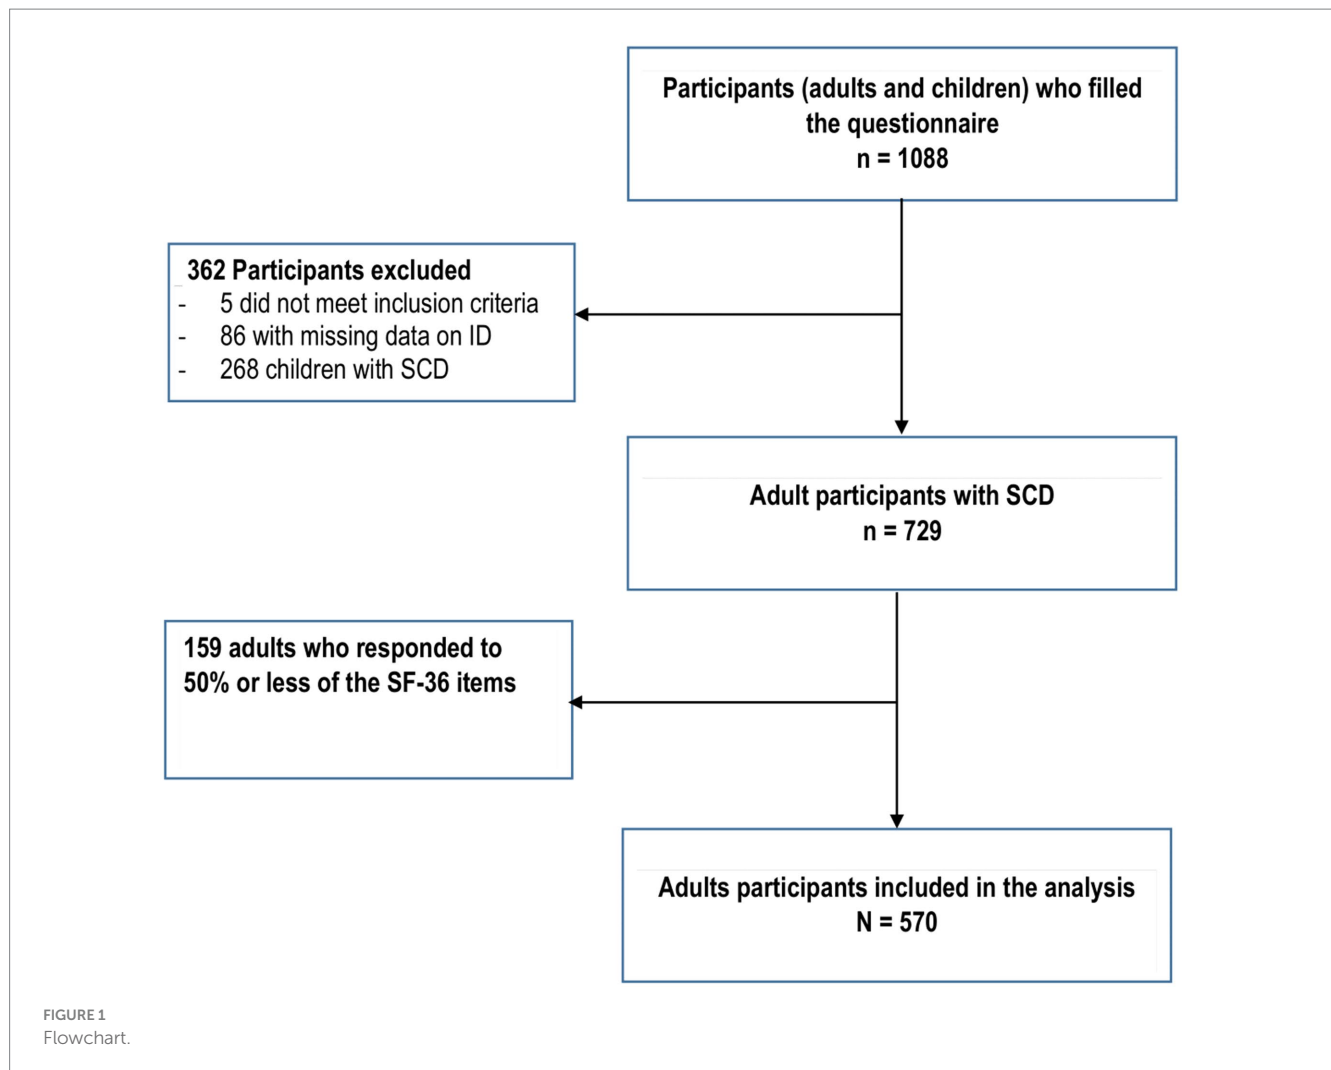 Participants (adults and children) who filled
the questionnaire
n = 1088
362 Participants excluded
- 5 did not meet inclusion criteria
- 86 with missing data on ID
- 268 children with SCD
Adult participants with SCD
n = 729
159 adults who responded to
50% or less of the SF-36 items
Adults participants included in the analysis
N = 570
FIGURE 1
Flowchart.